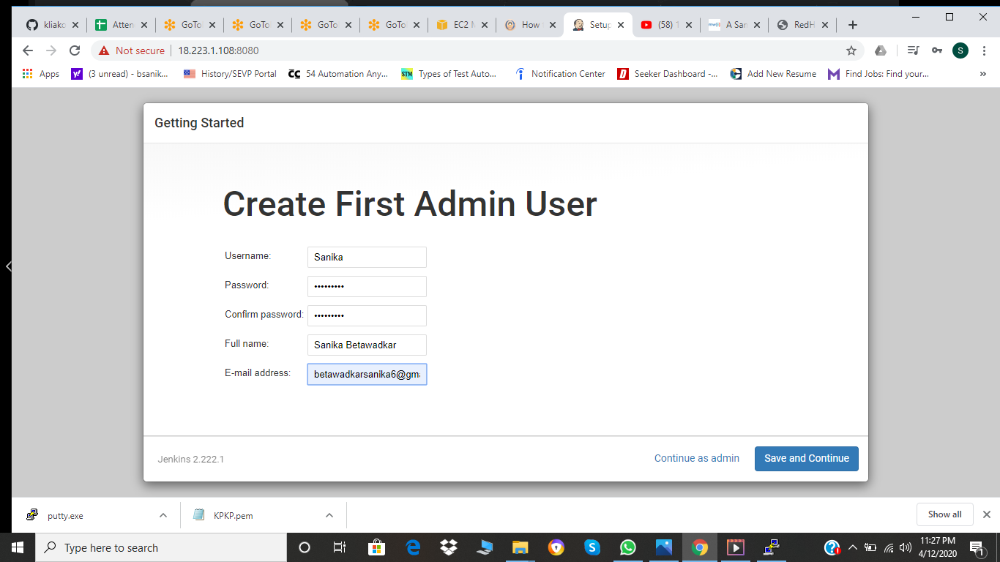 kliako
Atten
GoTo
GoTo
GoTo
GoTo
EC2 M
How
Setup
(58) 1
A San
RedH
Not secure
18.223.1.108:8080
S
Apps
(3 unread) - bsanik...
History/SEVP Portal
54 Automation Any...
STM
Types of Test Auto...
Notification Center
Seeker Dashboard -...
Add New Resume
Find Jobs: Find your...
Getting Started
Create First Admin User
Username:
Sanika
Password:
•••••••••
Confirm password:
•••••••••
Full name:
Sanika Betawadkar
E-mail address:
betawadkarsanika6@gma
Jenkins 2.222.1
Continue as admin
Save and Continue
putty.exe
KPKP.pem
Show all
Type here to search
11:27 PM
4/12/2020
1